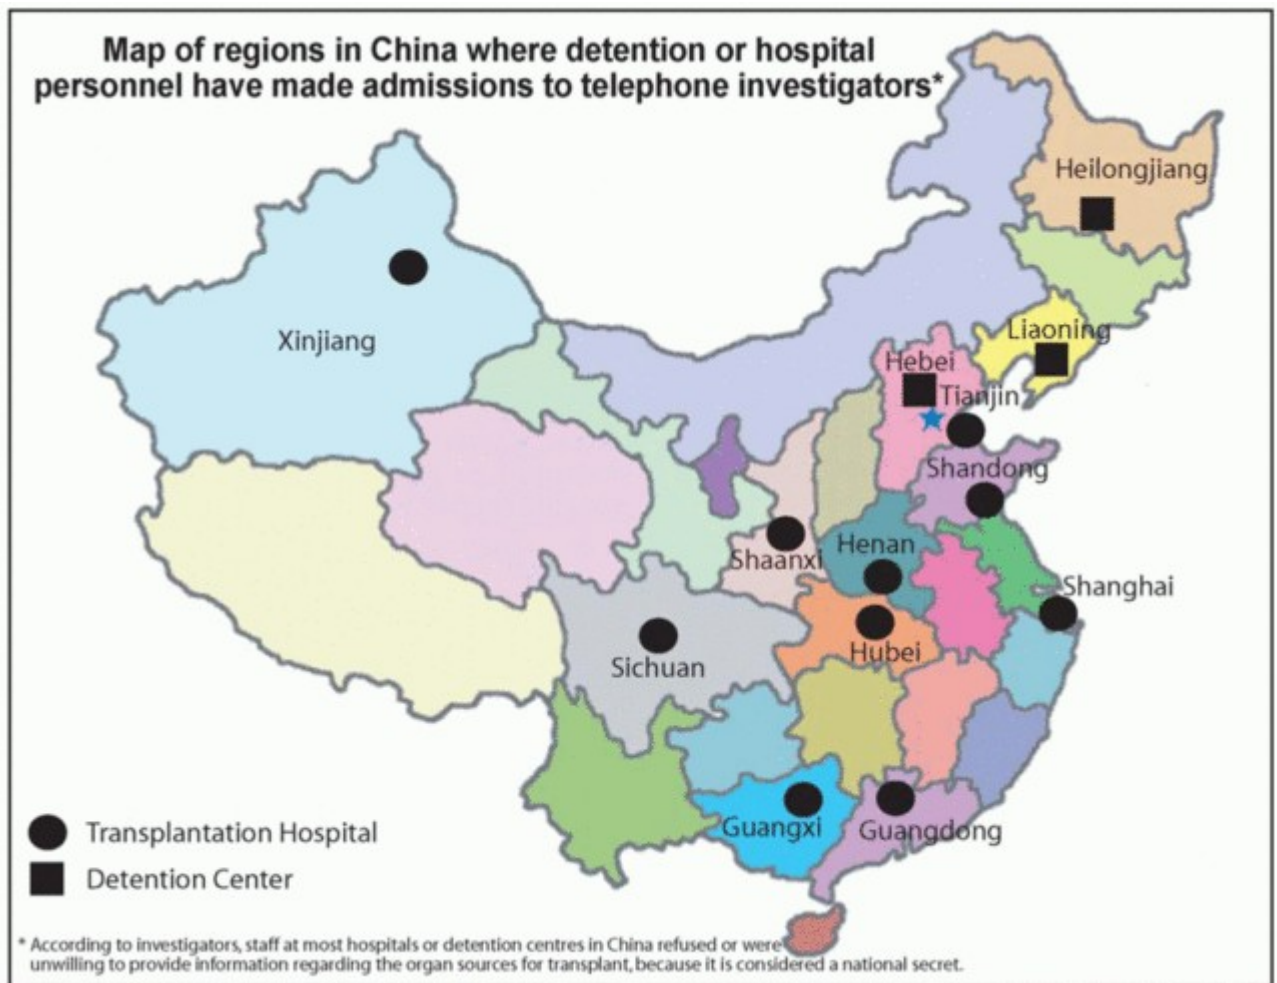 Map of regions in China where detention or hospital
personnel have made admissions to telephone investigators*
Heilongjiang
Xinjiang
Liaoning
Hebei
Tianjin
Shandong
Henan
Shaanxi
Shanghai
Hubei
Sichuan
Guangxi
Guangdong
Transplantation Hospital
Detention Center
* According to investigators, staff at most hospitals or detention centres in China refused or were
unwilling to provide information regarding the organ sources for transplant, because it is considered a national secret.